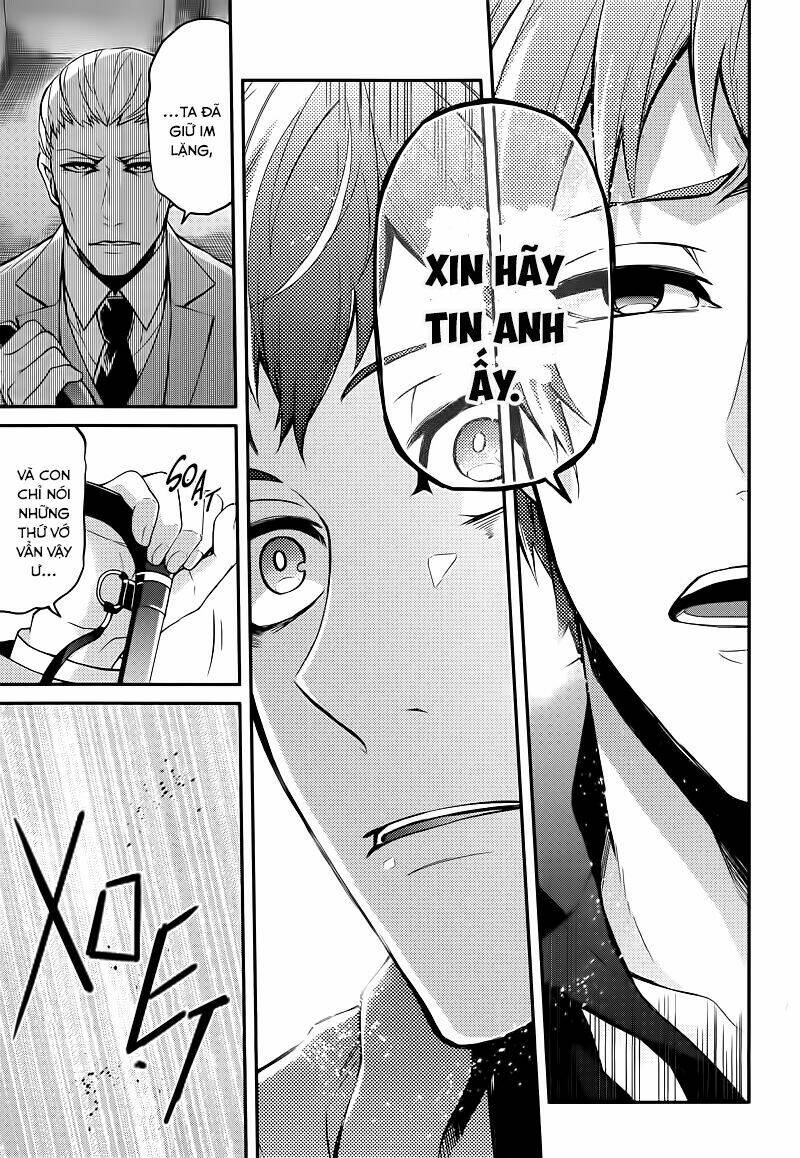 XIN HÃY
TIN ANH
ẤY.
...TA ĐÃ
GIỮ IM
LẶNG,
SOẠT
VÀ CON
CHỈ NÓI
NHỮNG
THỨ VỚ
VẨN VẬY
Ư...
XOẸT